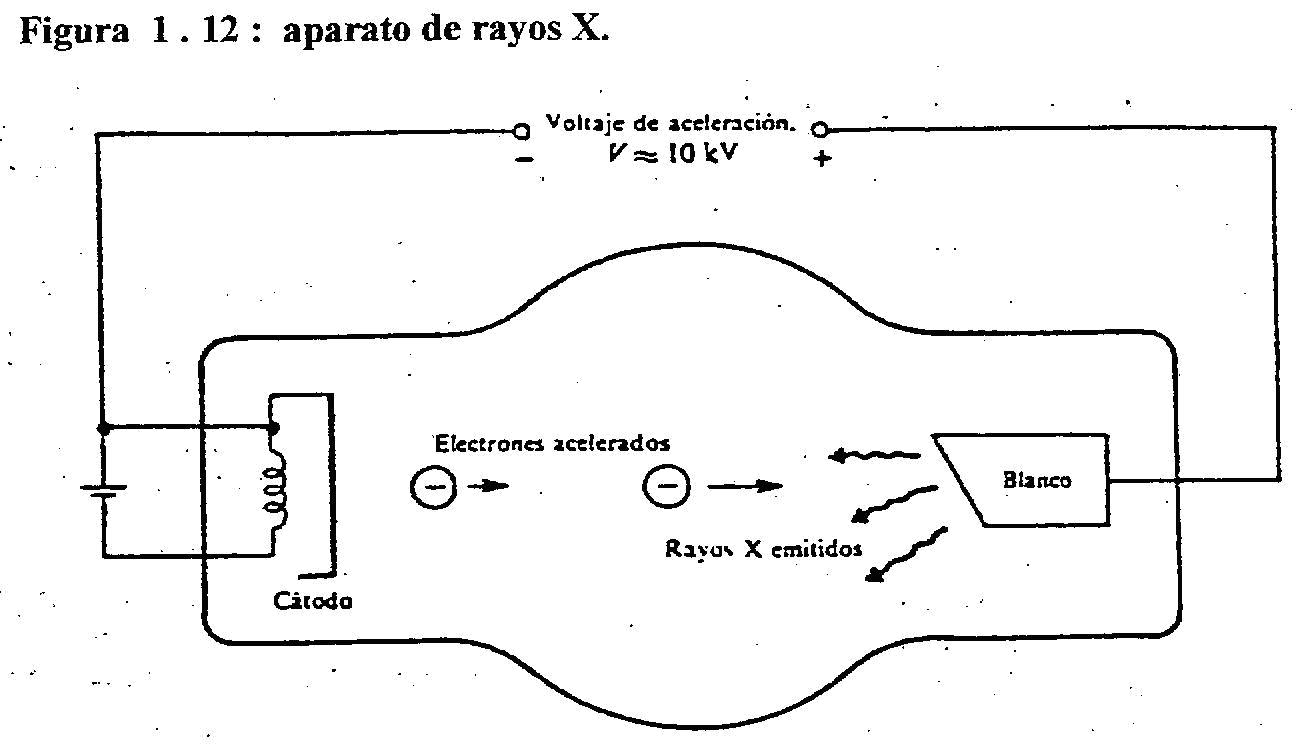 Figura 1 . 12 : aparato de rayos X.
Voltaje de aceleración.
V ≈ 10 kV
− +
Electrones acelerados
− −
Blanco
Rayos X emitidos
Cátodo